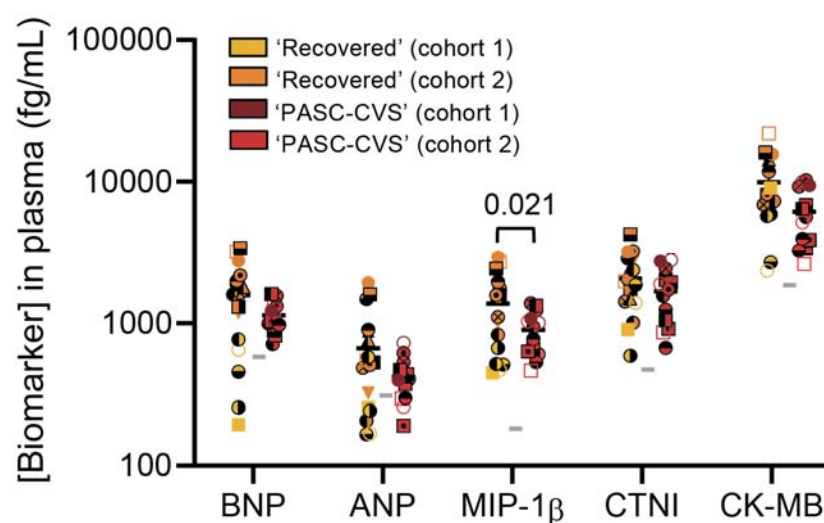 [Biomarker] in plasma (fg/mL)
100000
10000
1000
100
'Recovered' (cohort 1)
'Recovered' (cohort 2)
'PASC-CVS' (cohort 1)
'PASC-CVS' (cohort 2)
0.021
BNP ANP MIP-1β CTNI CK-MB